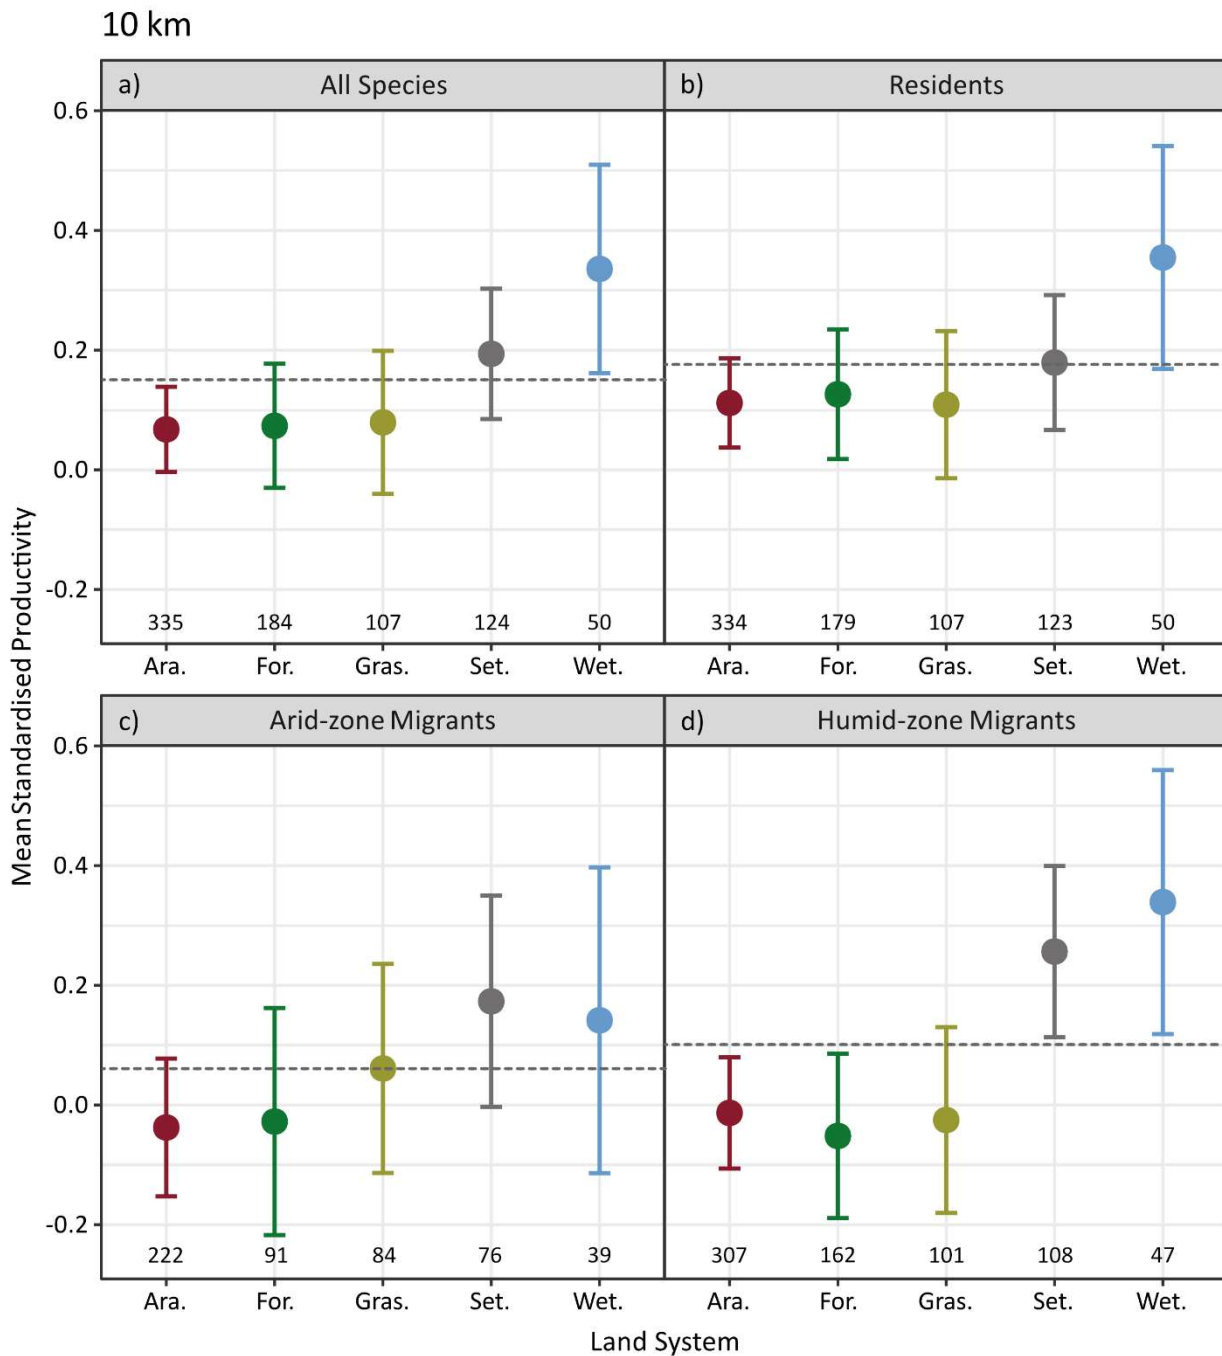 10 km
a) All Species
b) Residents
0.6
0.4
0.2
0.0
-0.2
335 184 107 124 50
334 179 107 123 50
Ara. For. Gras. Set. Wet.
Ara. For. Gras. Set. Wet.
Mean Standardised Productivity
c) Arid-zone Migrants
d) Humid-zone Migrants
0.6
0.4
0.2
0.0
-0.2
222 91 84 76 39
307 162 101 108 47
Ara. For. Gras. Set. Wet.
Ara. For. Gras. Set. Wet.
Land System